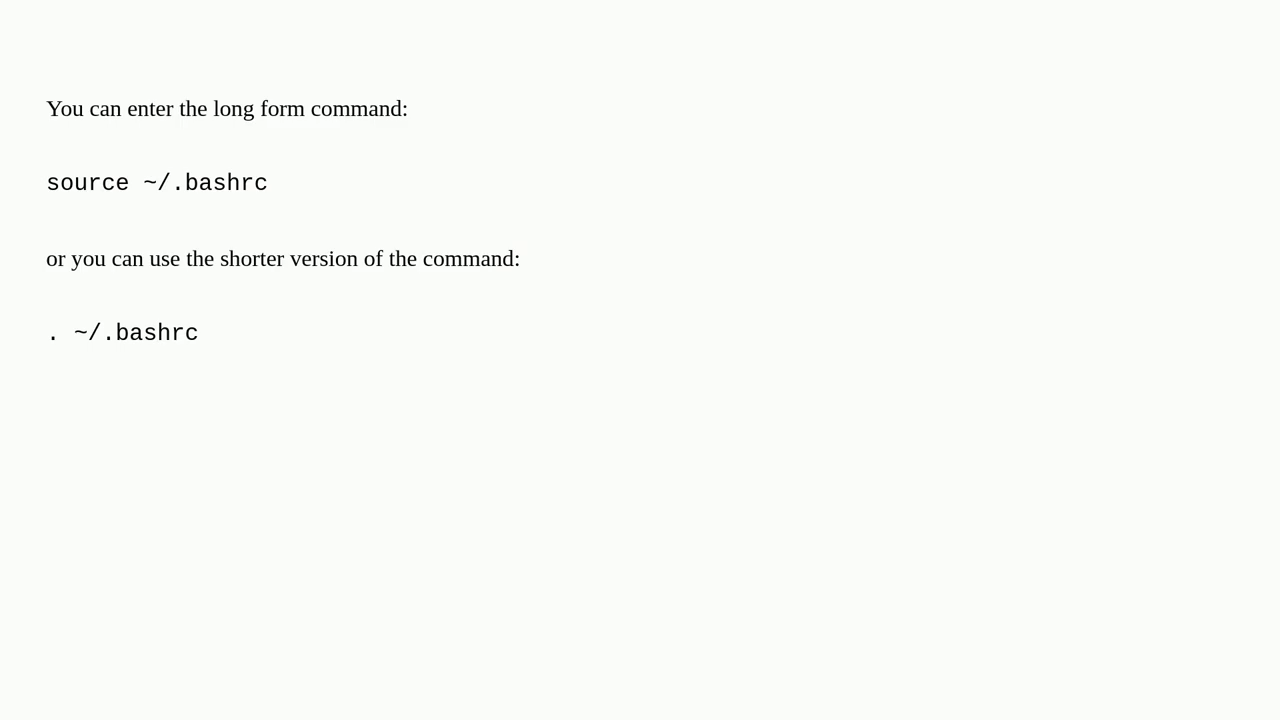 You can enter the long form command:
source ~/.bashrc
or you can use the shorter version of the command:
. ~/.bashrc